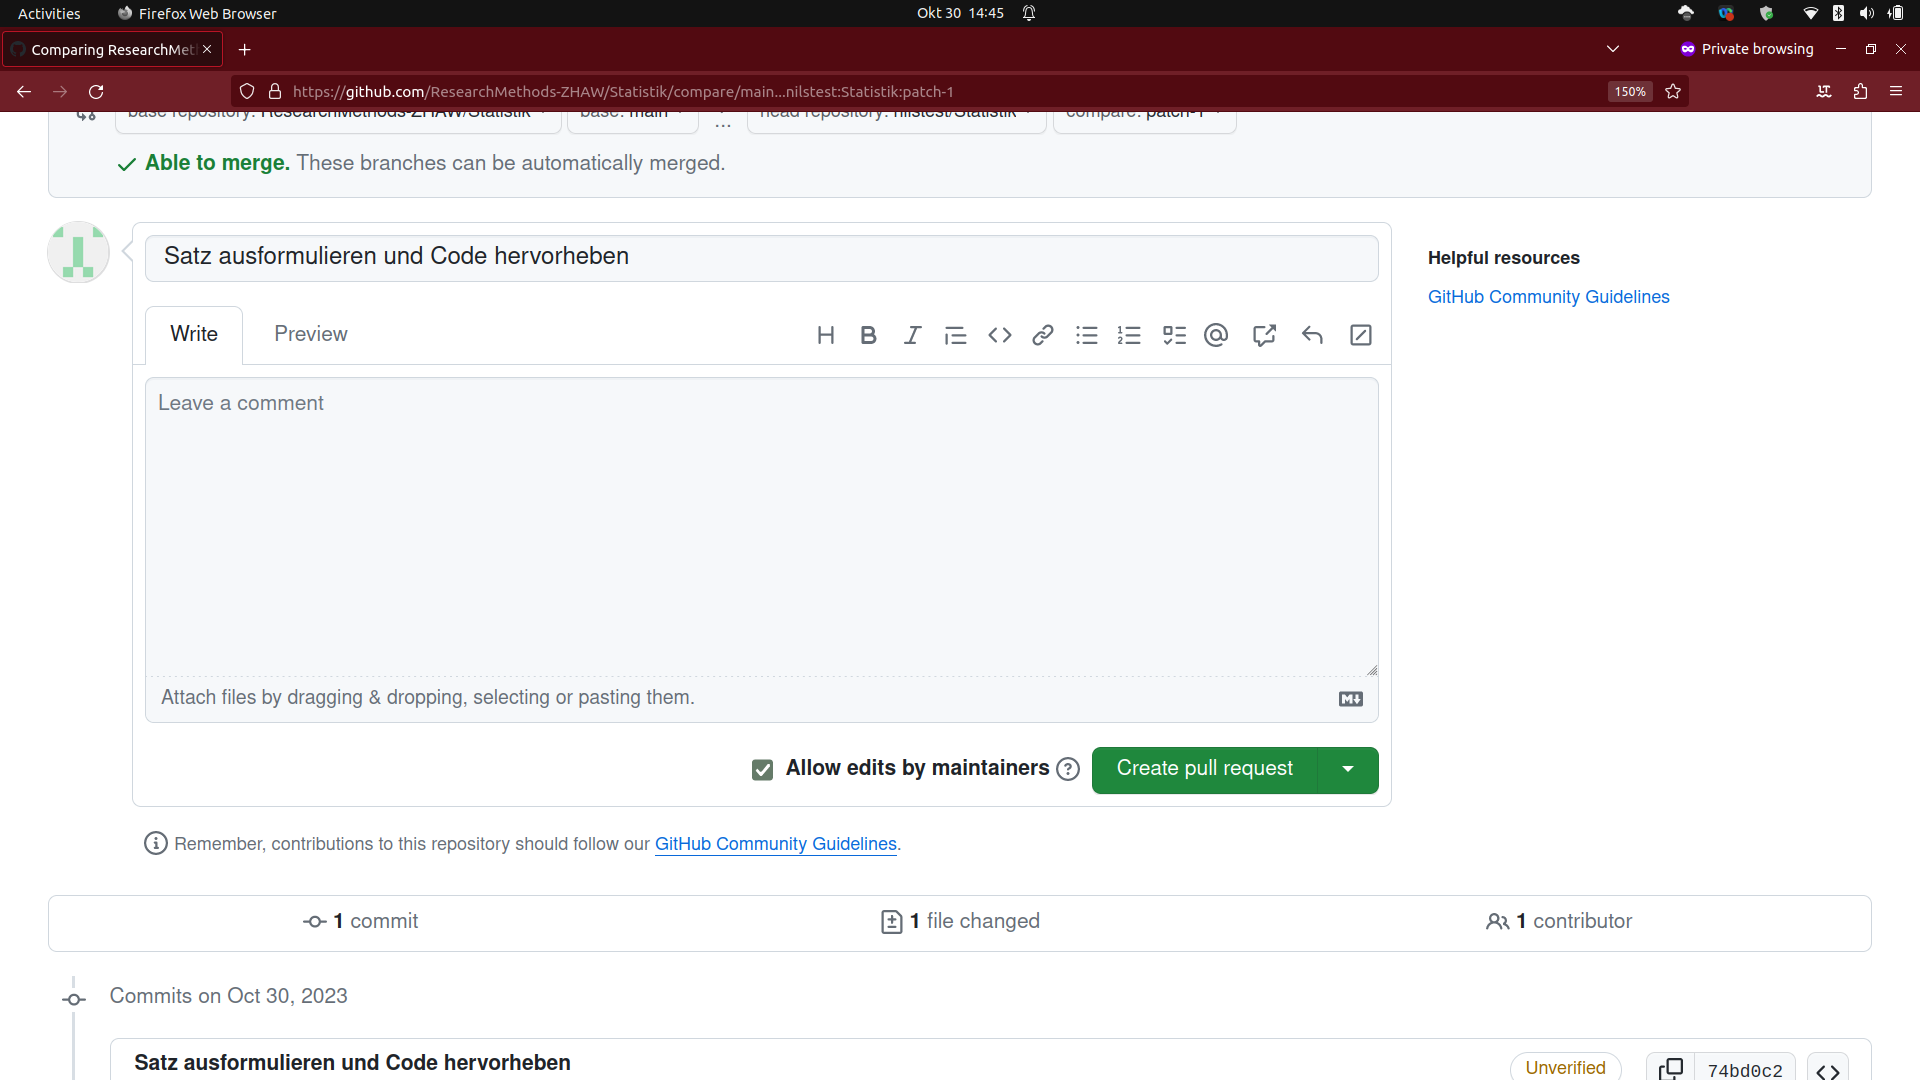 Activities Firefox Web Browser Okt 30 14:45
Comparing ResearchMet Private browsing
https://github.com/ResearchMethods-ZHAW/Statistik/compare/main...nilstest:Statistik:patch-1 150%
base repository: ResearchMethods-ZHAW/Statistik base: main ... head repository: nilstest/Statistik compare: patch-1
Able to merge. These branches can be automatically merged.
Satz ausformulieren und Code hervorheben
Helpful resources
GitHub Community Guidelines
Write Preview
Leave a comment
Attach files by dragging & dropping, selecting or pasting them.
Allow edits by maintainers Create pull request
Remember, contributions to this repository should follow our GitHub Community Guidelines.
1 commit 1 file changed 1 contributor
Commits on Oct 30, 2023
Satz ausformulieren und Code hervorheben
Unverified 74bd0c2